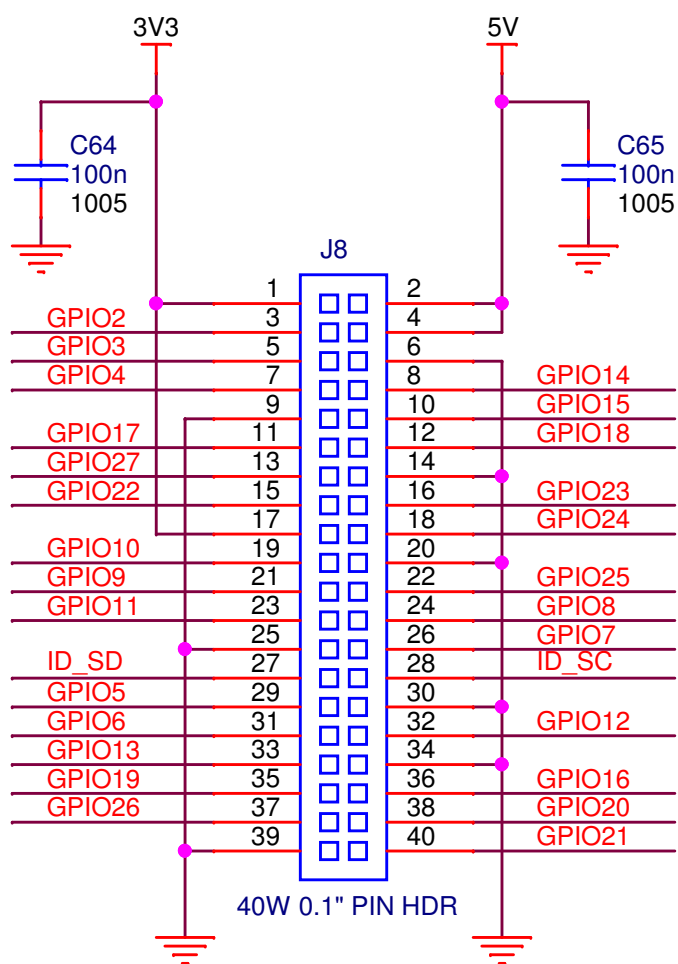 3V3
5V
C64
100n
1005
C65
100n
1005
J8
1 2
GPIO2 3 4
GPIO3 5 6
GPIO4 7 8 GPIO14
9 10 GPIO15
GPIO17 11 12 GPIO18
GPIO27 13 14
GPIO22 15 16 GPIO23
17 18 GPIO24
GPIO10 19 20
GPIO9 21 22 GPIO25
GPIO11 23 24 GPIO8
25 26 GPIO7
ID_SD 27 28 ID_SC
GPIO5 29 30
GPIO6 31 32 GPIO12
GPIO13 33 34
GPIO19 35 36 GPIO16
GPIO26 37 38 GPIO20
39 40 GPIO21
40W 0.1" PIN HDR